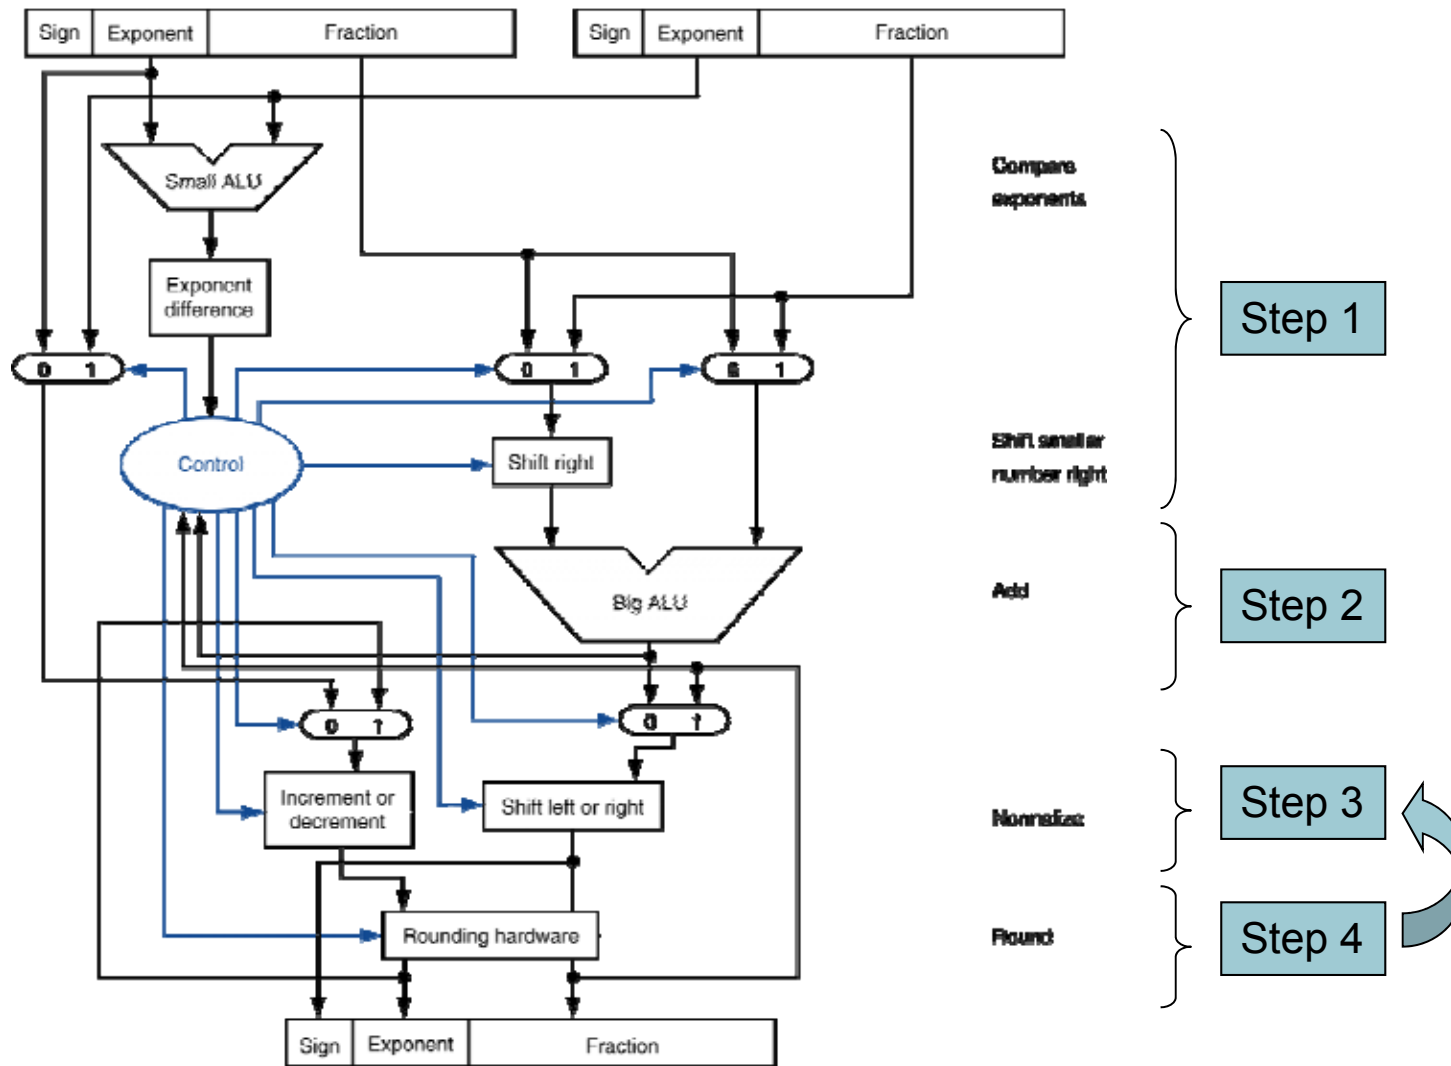 Sign Exponent Fraction
Sign Exponent Fraction
Small ALU
Compare
exponents
Exponent
difference
Step 1
0 1
0 1
0 1
Control
Shift right
Shift smaller
number right
Big ALU
Add
Step 2
0 1
0 1
Increment or
decrement
Shift left or right
Normalize
Step 3
Rounding hardware
Round
Step 4
Sign Exponent Fraction